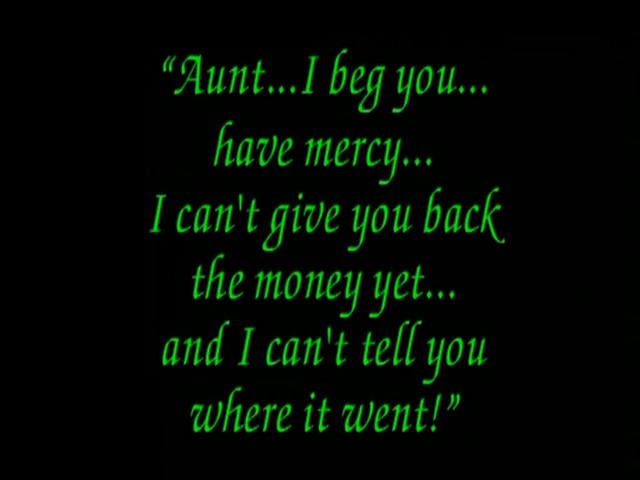 “Aunt...I beg you...
have mercy...
I can't give you back
the money yet...
and I can't tell you
where it went!”